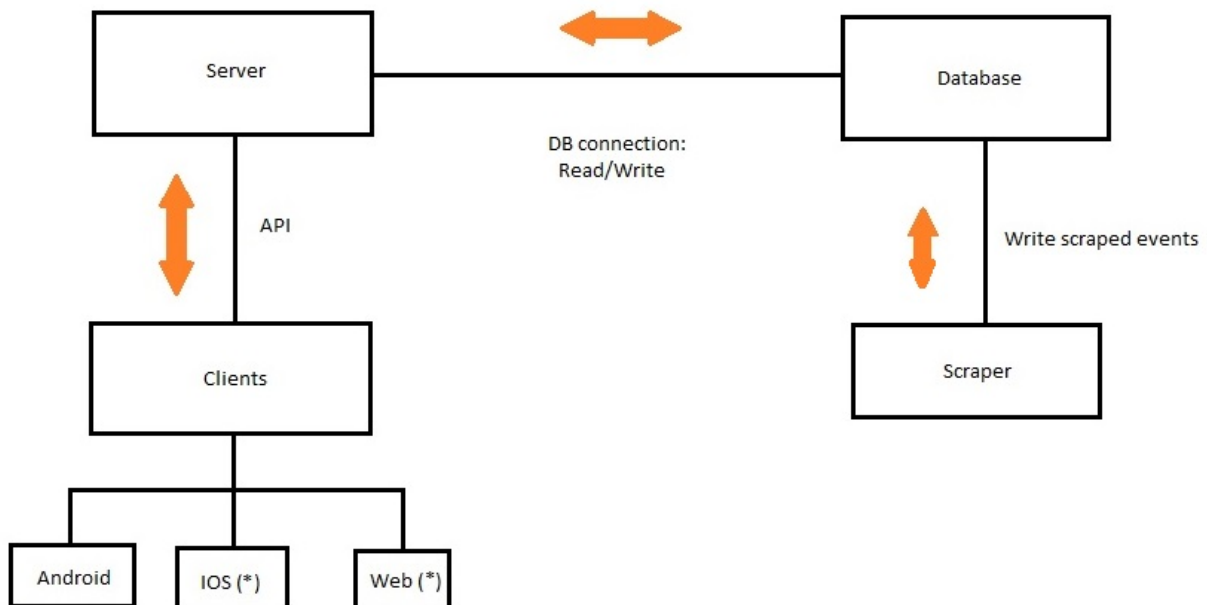 Server
Database
DB connection:
Read/Write
API
Write scraped events
Clients
Scraper
Android
IOS (*)
Web (*)